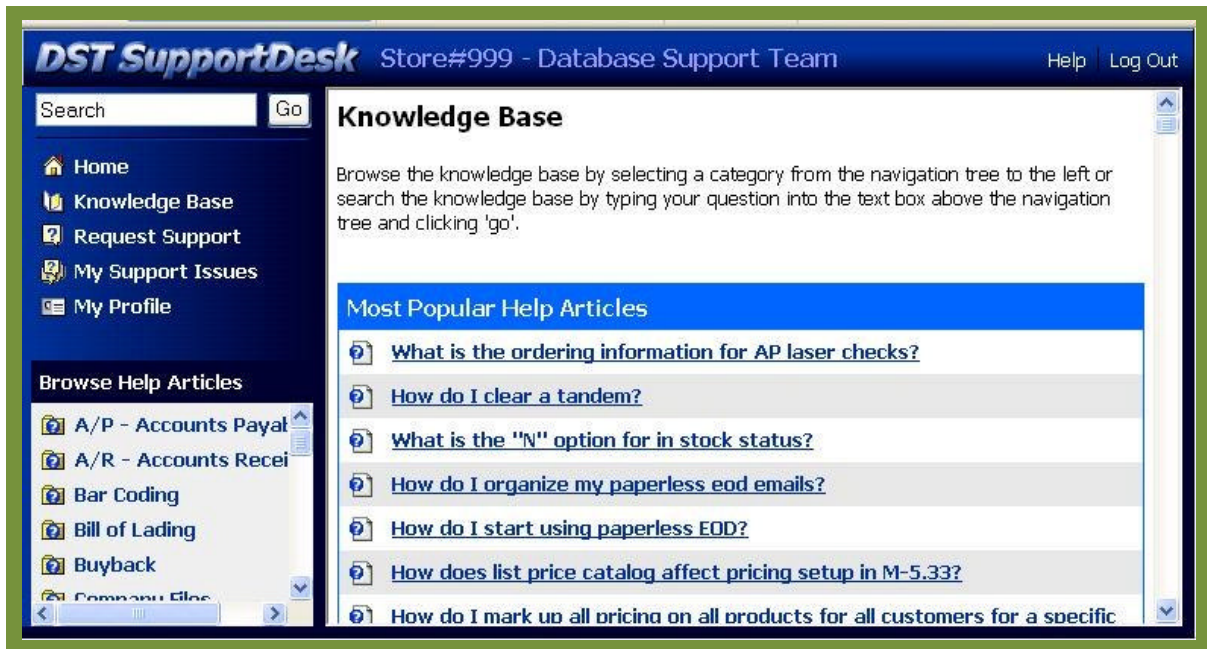 DST SupportDesk Store#999 - Database Support Team Help Log Out
Search Go
Home
Knowledge Base
Request Support
My Support Issues
My Profile
Browse Help Articles
A/P - Accounts Payab
A/R - Accounts Recei
Bar Coding
Bill of Lading
Buyback
Company Files
Knowledge Base
Browse the knowledge base by selecting a category from the navigation tree to the left or
search the knowledge base by typing your question into the text box above the navigation
tree and clicking 'go'.
Most Popular Help Articles
What is the ordering information for AP laser checks?
How do I clear a tandem?
What is the "N" option for in stock status?
How do I organize my paperless eod emails?
How do I start using paperless EOD?
How does list price catalog affect pricing setup in M-5.33?
How do I mark up all pricing on all products for all customers for a specific